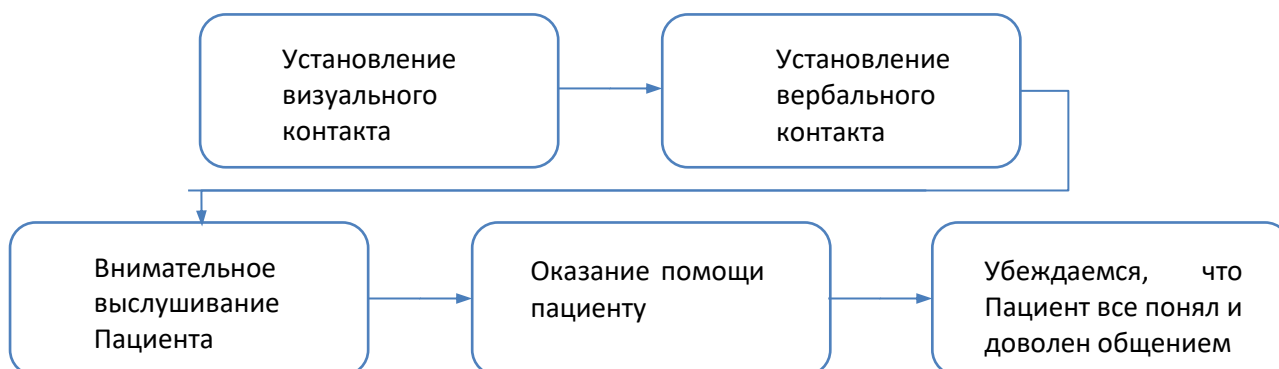 Установление
визуального
контакта
Установление
вербального
контакта
Внимательное
выслушивание
Пациента
Оказание помощи
пациенту
Убеждаемся, что
Пациент все понял и
доволен общением